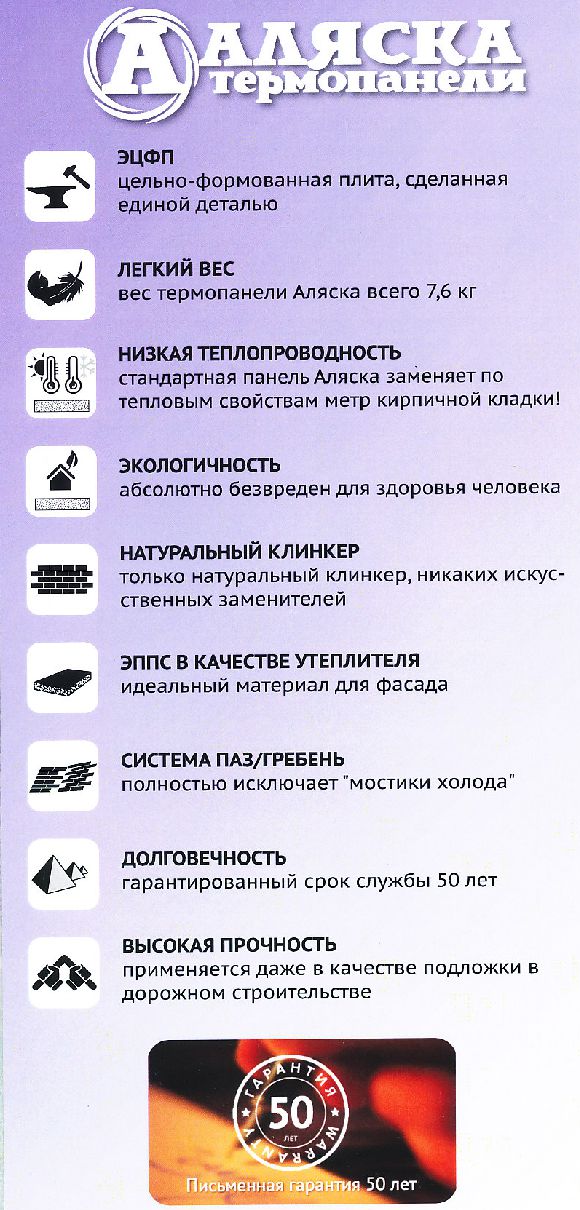 А АЛЯСКА
термопанели
ЭЦФП
цельно-формованная плита, сделанная
единой деталью
ЛЕГКИЙ ВЕС
вес термопанели Аляска всего 7,6 кг
НИЗКАЯ ТЕПЛОПРОВОДНОСТЬ
стандартная панель Аляска заменяет по
тепловым свойствам метр кирпичной кладки!
ЭКОЛОГИЧНОСТЬ
абсолютно безвреден для здоровья человека
НАТУРАЛЬНЫЙ КЛИНКЕР
только натуральный клинкер, никаких искус-
ственных заменителей
ЭППС В КАЧЕСТВЕ УТЕПЛИТЕЛЯ
идеальный материал для фасада
СИСТЕМА ПАЗ/ГРЕБЕНЬ
полностью исключает "мостики холода"
ДОЛГОВЕЧНОСТЬ
гарантированный срок службы 50 лет
ВЫСОКАЯ ПРОЧНОСТЬ
применяется даже в качестве подложки в
дорожном строительстве
ГАРАНТИЯ
50
ЛЕТ
WARRANTY
Письменная гарантия 50 лет